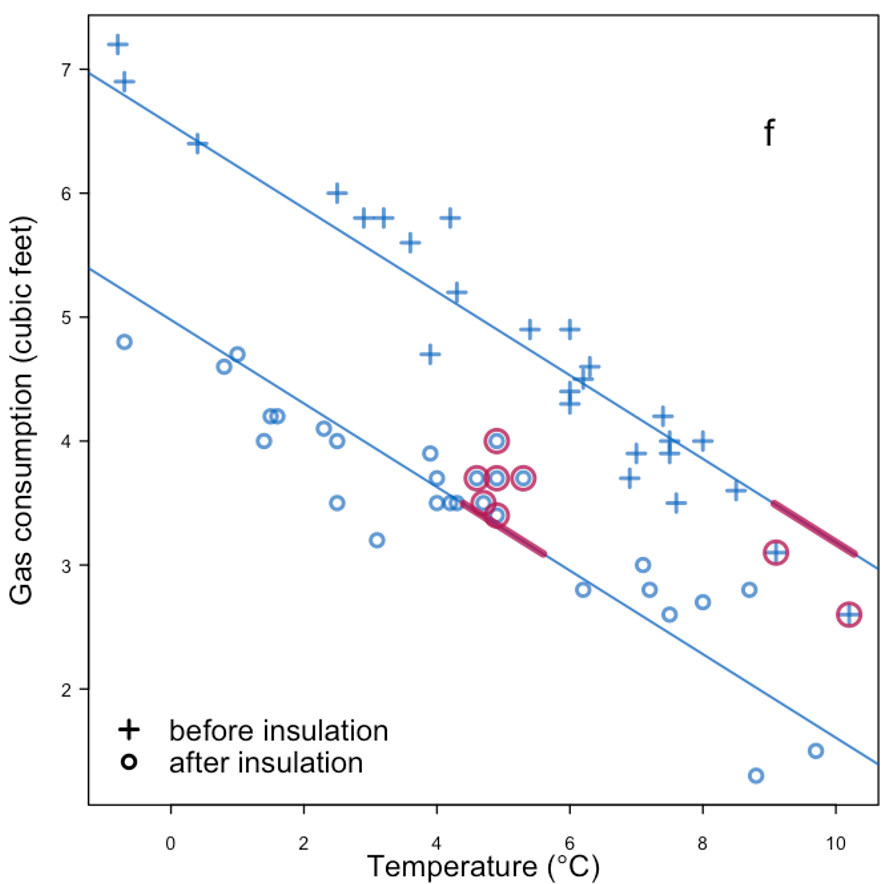 f
7
6
5
4
3
2
Gas consumption (cubic feet)
before insulation
after insulation
0 2 4 6 8 10
Temperature (°C)